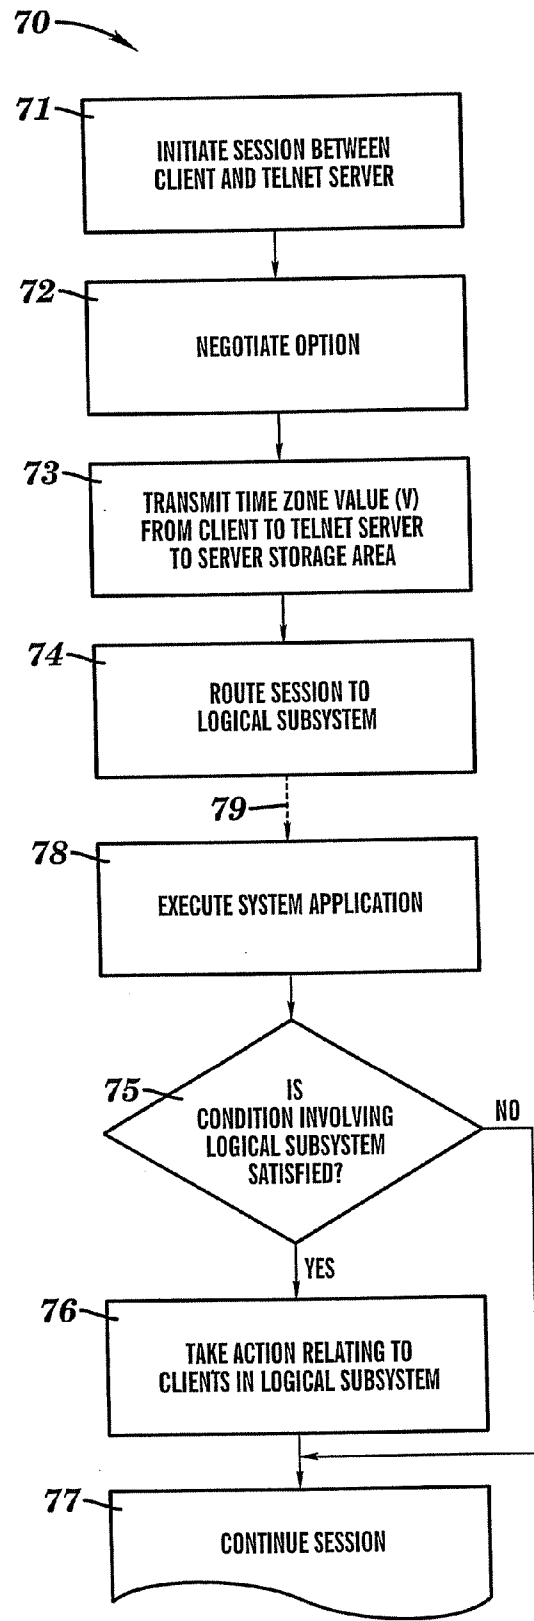 70
71
INITIATE SESSION BETWEEN
CLIENT AND TELNET SERVER
72
NEGOTIATE OPTION
73
TRANSMIT TIME ZONE VALUE (V)
FROM CLIENT TO TELNET SERVER
TO SERVER STORAGE AREA
74
ROUTE SESSION TO
LOGICAL SUBSYSTEM
79
78
EXECUTE SYSTEM APPLICATION
75
IS
CONDITION INVOLVING
LOGICAL SUBSYSTEM
SATISFIED?
NO
YES
76
TAKE ACTION RELATING TO
CLIENTS IN LOGICAL SUBSYSTEM
77
CONTINUE SESSION